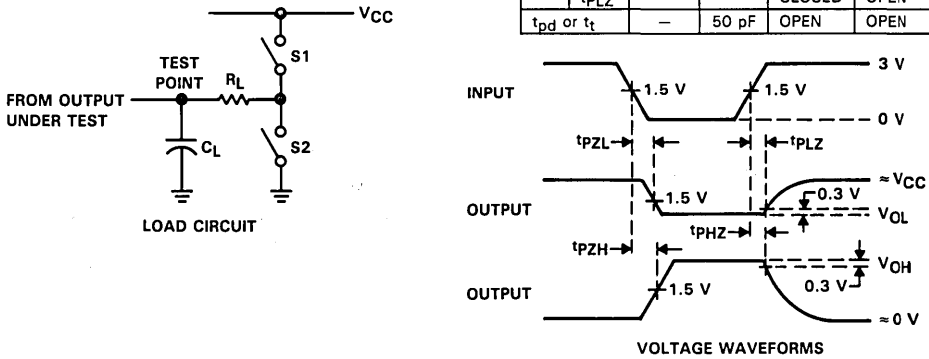 VCC
S1
TEST
POINT
RL
FROM OUTPUT
UNDER TEST
CL
S2
LOAD CIRCUIT
tPLZ CLOSED OPEN
tpd or tt — 50 pF OPEN OPEN
INPUT
1.5 V
1.5 V
3 V
0 V
tPZL
tPLZ
OUTPUT
1.5 V
≈ VCC
0.3 V
VOL
tPHZ
tPZH
OUTPUT
1.5 V
VOH
0.3 V
≈ 0 V
VOLTAGE WAVEFORMS